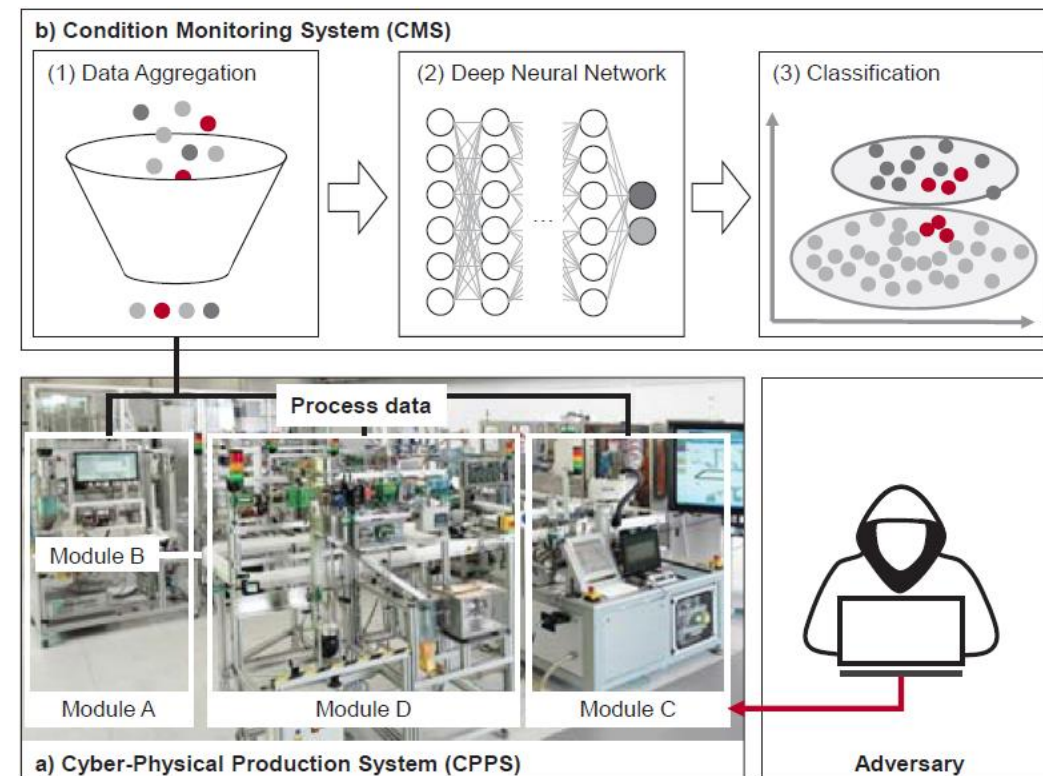 b) Condition Monitoring System (CMS)
(1) Data Aggregation
(2) Deep Neural Network
(3) Classification
...
Process data
Module B
Module A
Module D
Module C
a) Cyber-Physical Production System (CPPS)
Adversary